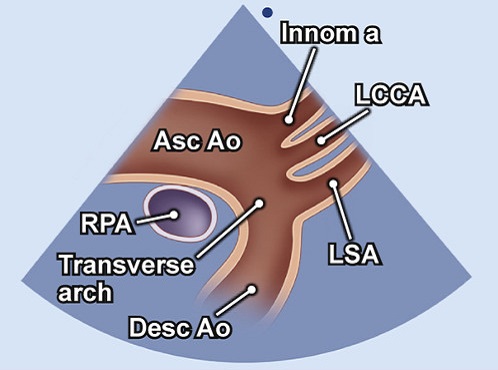 Innom a
LCCA
Asc Ao
RPA
LSA
Transverse
arch
Desc Ao